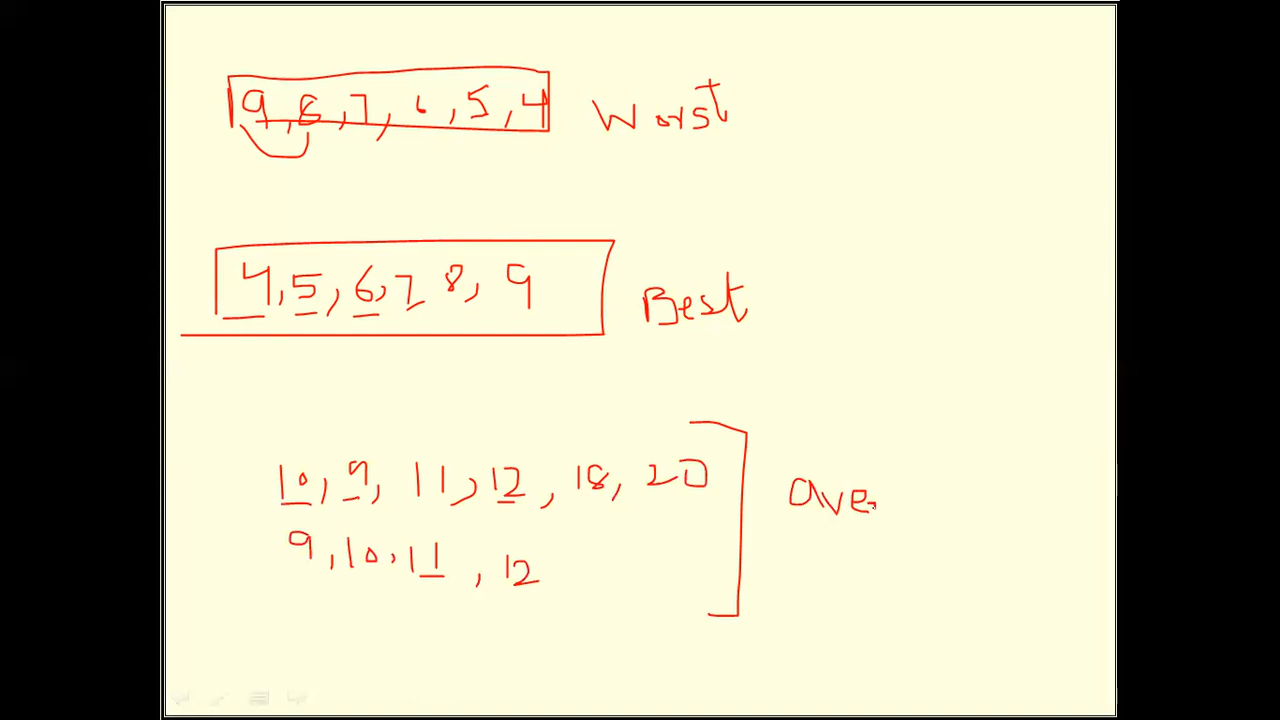 9, 8, 7, 6, 5, 4 Worst
4, 5, 6, 7 8, 9 Best
10, 9, 11, 12, 18, 20
9, 10, 11, 12
ave